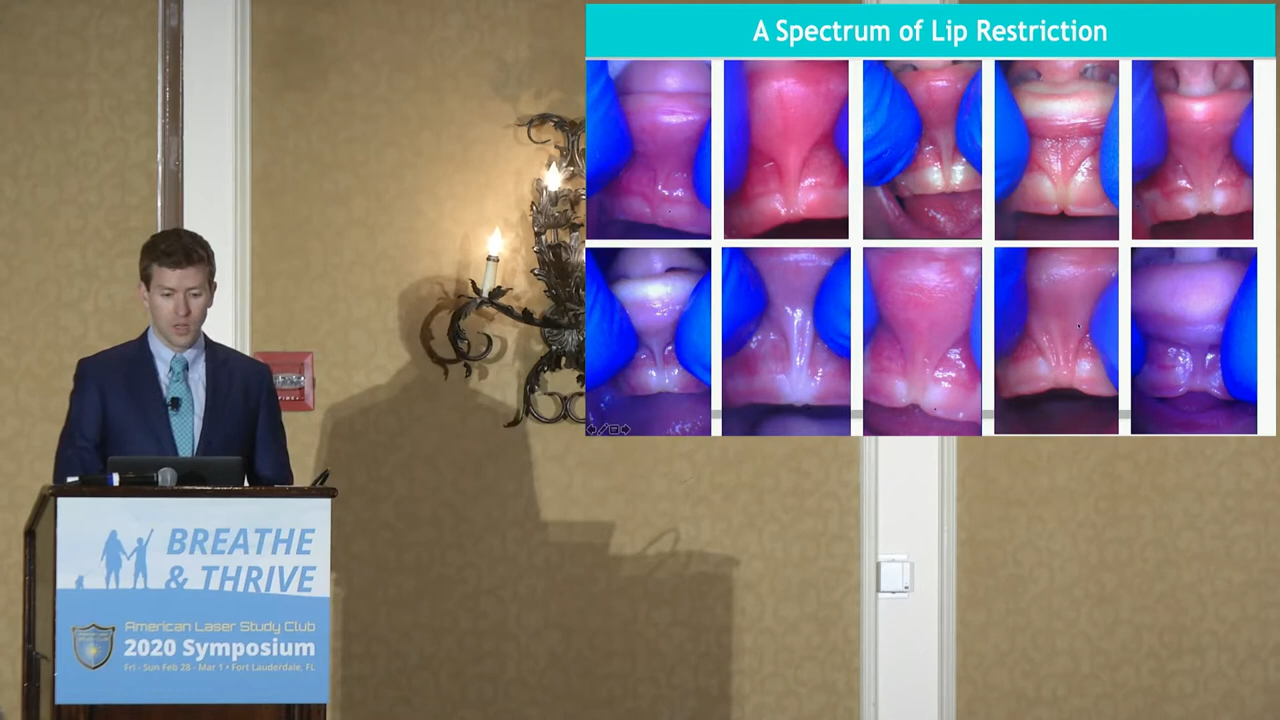 A Spectrum of Lip Restriction
FIRE
BREATHE
& THRIVE
American Laser Study Club
2020 Symposium
Fri - Sun Feb 28 - Mar 1 • Fort Lauderdale, FL